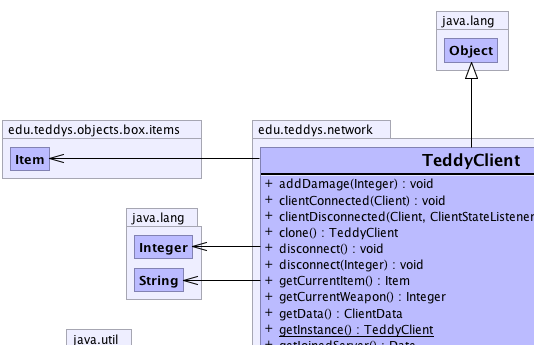 java.lang
Object
edu.teddys.objects.box.items
Item
edu.teddys.network
TeddyClient
+ addDamage(Integer) : void
+ clientConnected(Client) : void
+ clientDisconnected(Client, ClientStateListener
+ clone() : TeddyClient
+ disconnect() : void
+ disconnect(Integer) : void
+ getCurrentItem() : Item
+ getCurrentWeapon() : Integer
+ getData() : ClientData
+ getInstance() : TeddyClient
+ getJoinedServer() : Date
java.lang
Integer
String
java.util